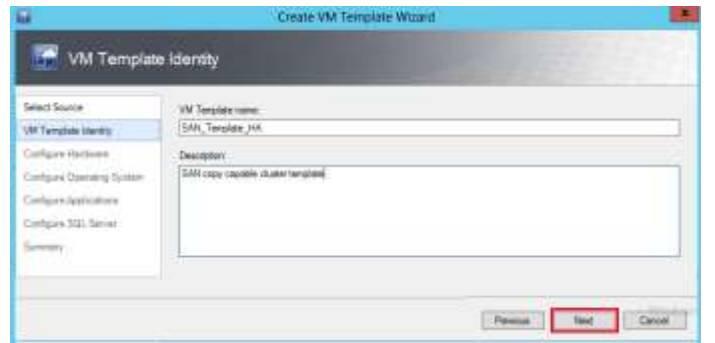 Create VM Template Wizard
VM Template Identity
Select Source
VM Template Identity
Configure Hardware
Configure Operating System
Configure Applications
Configure SQL Server
Summary
VM Template name:
SAN_Template_HA
Description:
SAN copy capable cluster template
Previous
Next
Cancel